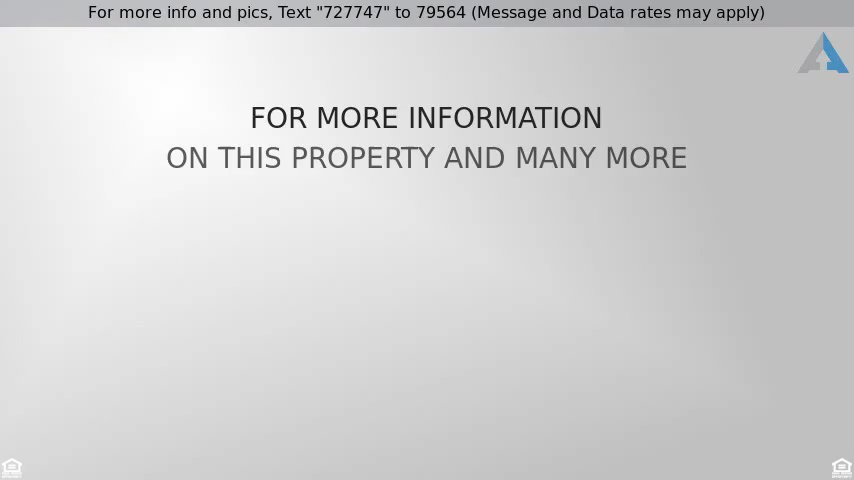 For more info and pics, Text "727747" to 79564 (Message and Data rates may apply)
FOR MORE INFORMATION
ON THIS PROPERTY AND MANY MORE